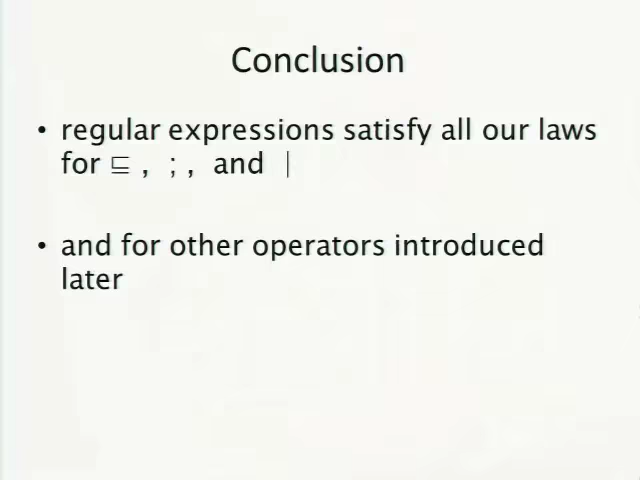 Conclusion
• regular expressions satisfy all our laws
for ⊑ , ; , and |
• and for other operators introduced
later